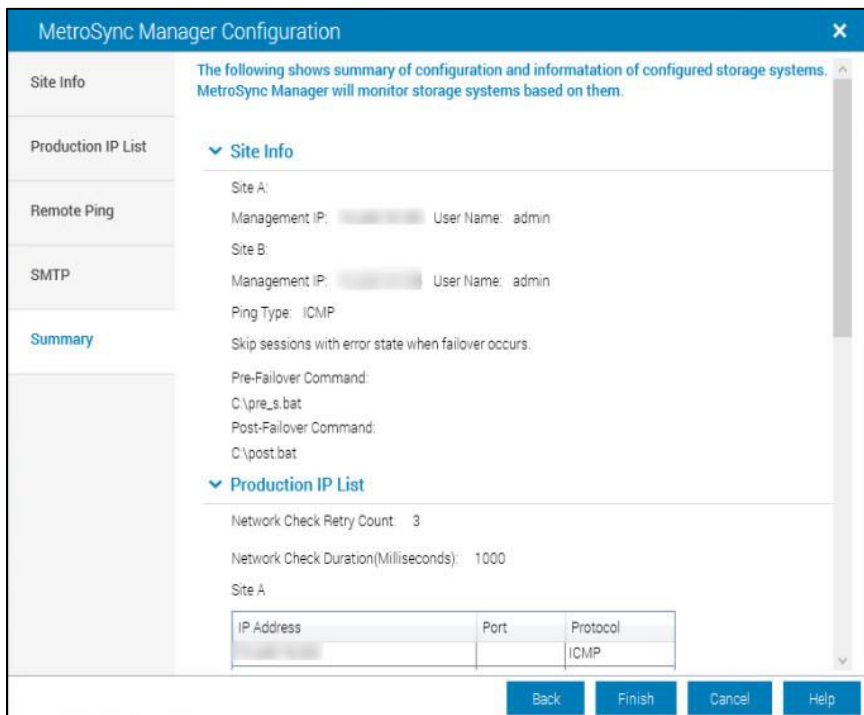 MetroSync Manager Configuration
Site Info
Production IP List
Remote Ping
SMTP
Summary
The following shows summary of configuration and informatation of configured storage systems.
MetroSync Manager will monitor storage systems based on them.
Site Info
Site A:
Management IP: User Name: admin
Site B:
Management IP: User Name: admin
Ping Type: ICMP
Skip sessions with error state when failover occurs.
Pre-Failover Command:
C:\pre_s.bat
Post-Failover Command:
C:\post.bat
Production IP List
Network Check Retry Count: 3
Network Check Duration(Milliseconds): 1000
Site A
IP Address Port Protocol
ICMP
Back Finish Cancel Help